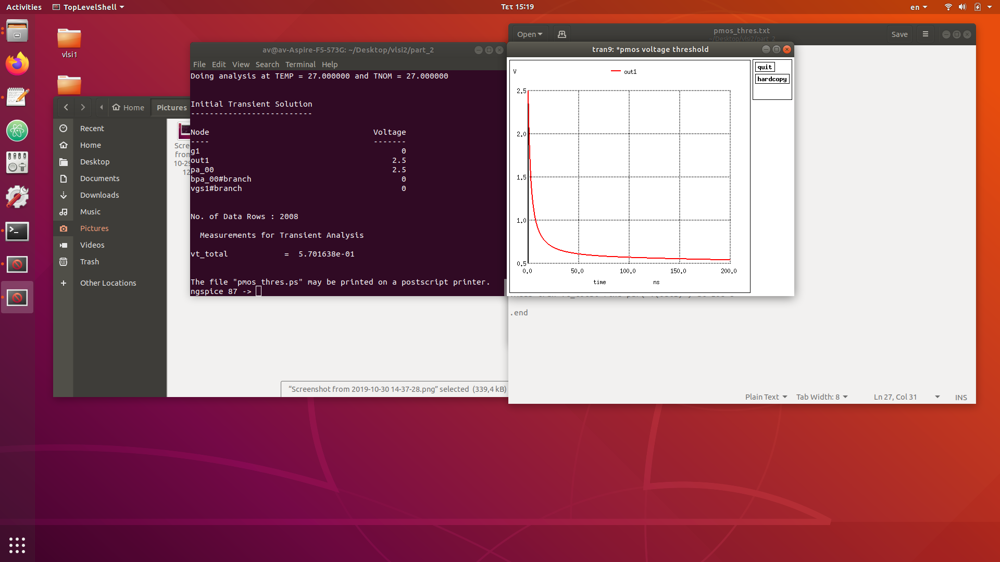 Activities
TopLevelShell
Τετ 15:19
en
vlsi1
Home
Pictures
Recent
Home
Desktop
Documents
Downloads
Music
Pictures
Videos
Trash
Other Locations
Scre
from
10-29
12
"Screenshot from 2019-10-30 14-37-28.png" selected (339,4 kB)
av@av-Aspire-F5-573G: ~/Desktop/vlsi2/part_2
File Edit View Search Terminal Help
Doing analysis at TEMP = 27.000000 and TNOM = 27.000000
Initial Transient Solution
--------------------------
Node Voltage
---- -------
g1 0
out1 2.5
pa_00 2.5
bpa_00#branch 0
vgs1#branch 0
No. of Data Rows : 2008
Measurements for Transient Analysis
vt_total = 5.701638e-01
The file "pmos_thres.ps" may be printed on a postscript printer.
ngspice 87 ->
Open
pmos_thres.txt
~/Desktop/vlsi2/part_2
Save
tran9: *pmos voltage threshold
quit
hardcopy
V
out1
2.5
2.0
1.5
1.0
0.5
0.0 50.0 100.0 150.0 200.0
time ns
.end
Plain Text
Tab Width: 8
Ln 27, Col 31
INS